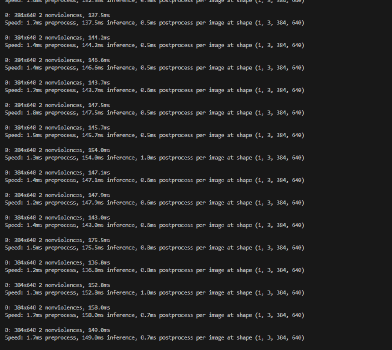 0: 384x640 2 nonviolences, 137.5ms
Speed: 1.7ms preprocess, 137.5ms inference, 0.5ms postprocess per image at shape (1, 3, 384, 640)
0: 384x640 2 nonviolences, 144.2ms
Speed: 1.4ms preprocess, 144.2ms inference, 0.5ms postprocess per image at shape (1, 3, 384, 640)
0: 384x640 2 nonviolences, 146.6ms
Speed: 1.4ms preprocess, 146.6ms inference, 0.5ms postprocess per image at shape (1, 3, 384, 640)
0: 384x640 2 nonviolences, 143.7ms
Speed: 1.7ms preprocess, 143.7ms inference, 0.6ms postprocess per image at shape (1, 3, 384, 640)
0: 384x640 2 nonviolences, 147.5ms
Speed: 1.8ms preprocess, 147.5ms inference, 0.5ms postprocess per image at shape (1, 3, 384, 640)
0: 384x640 2 nonviolences, 145.7ms
Speed: 1.5ms preprocess, 145.7ms inference, 0.5ms postprocess per image at shape (1, 3, 384, 640)
0: 384x640 2 nonviolences, 154.0ms
Speed: 1.3ms preprocess, 154.0ms inference, 1.0ms postprocess per image at shape (1, 3, 384, 640)
0: 384x640 2 nonviolences, 147.1ms
Speed: 1.4ms preprocess, 147.1ms inference, 0.6ms postprocess per image at shape (1, 3, 384, 640)
0: 384x640 2 nonviolences, 147.9ms
Speed: 1.2ms preprocess, 147.9ms inference, 0.6ms postprocess per image at shape (1, 3, 384, 640)
0: 384x640 2 nonviolences, 143.0ms
Speed: 1.4ms preprocess, 143.0ms inference, 0.6ms postprocess per image at shape (1, 3, 384, 640)
0: 384x640 2 nonviolences, 175.5ms
Speed: 1.5ms preprocess, 175.5ms inference, 0.8ms postprocess per image at shape (1, 3, 384, 640)
0: 384x640 2 nonviolences, 136.8ms
Speed: 1.2ms preprocess, 136.8ms inference, 0.8ms postprocess per image at shape (1, 3, 384, 640)
0: 384x640 2 nonviolences, 152.8ms
Speed: 1.3ms preprocess, 152.8ms inference, 1.0ms postprocess per image at shape (1, 3, 384, 640)
0: 384x640 2 nonviolences, 158.0ms
Speed: 1.7ms preprocess, 158.0ms inference, 0.7ms postprocess per image at shape (1, 3, 384, 640)
0: 384x640 2 nonviolences, 149.0ms
Speed: 1.7ms preprocess, 149.0ms inference, 0.7ms postprocess per image at shape (1, 3, 384, 640)